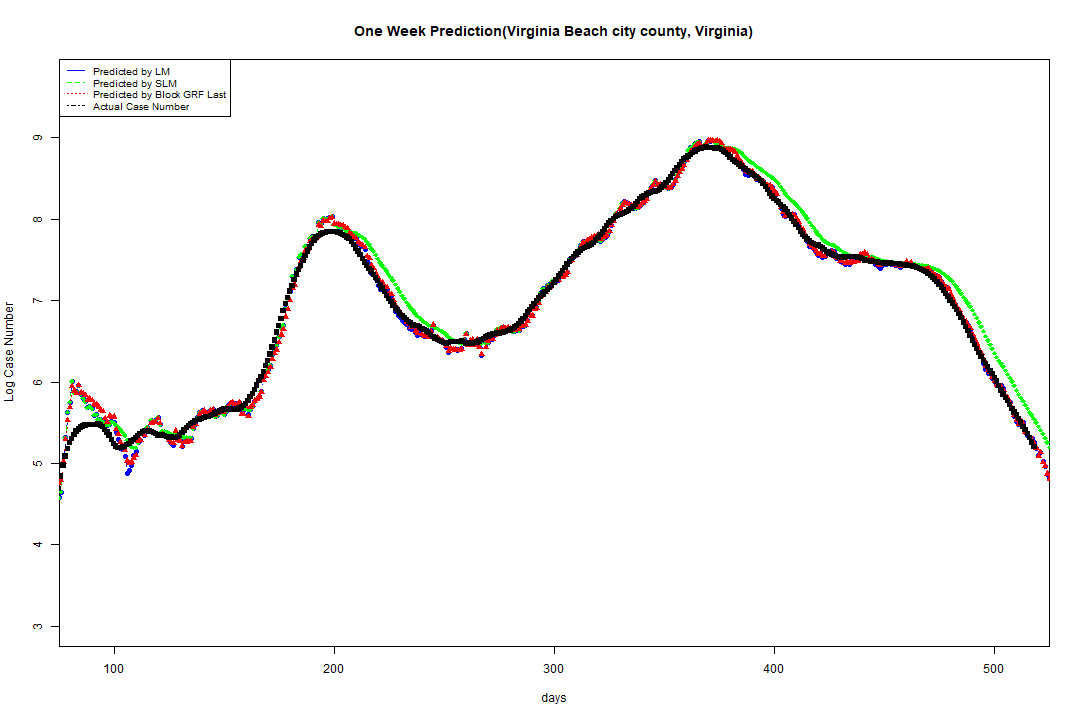 One Week Prediction(Virginia Beach city county, Virginia)
Predicted by LM
Predicted by SLM
Predicted by Block GRF Last
Actual Case Number
9
8
7
6
5
4
3
Log Case Number
100 200 300 400 500
days